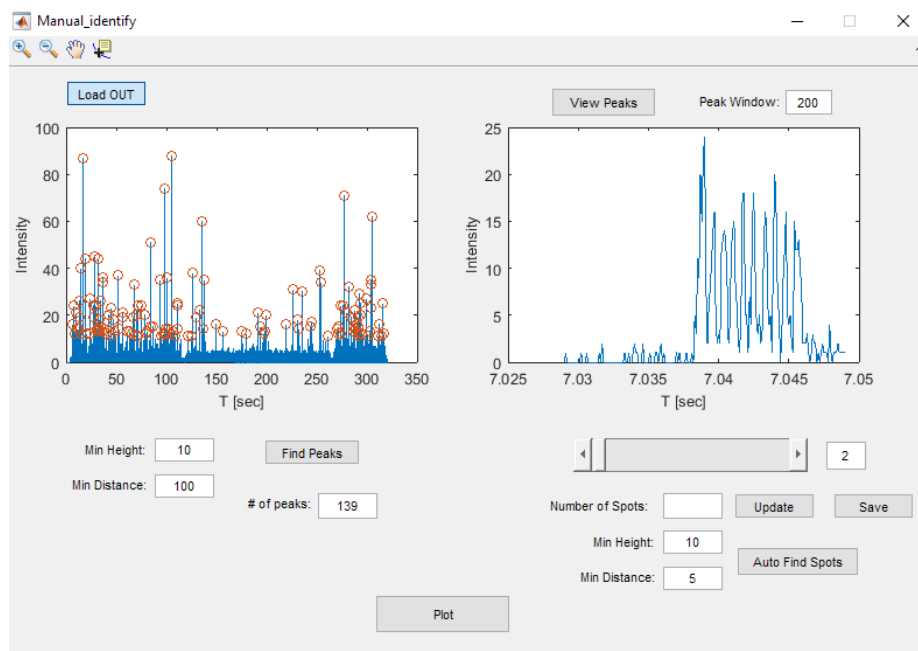 Manual_identify
Load OUT
View Peaks
Peak Window:
200
100
80
60
40
20
0
Intensity
0
50
100
150
200
250
300
350
T [sec]
25
20
15
10
5
0
Intensity
7.025
7.03
7.035
7.04
7.045
7.05
T [sec]
Min Height:
10
Find Peaks
Min Distance:
100
# of peaks:
139
2
Number of Spots:
Update
Save
Min Height:
10
Auto Find Spots
Min Distance:
5
Plot